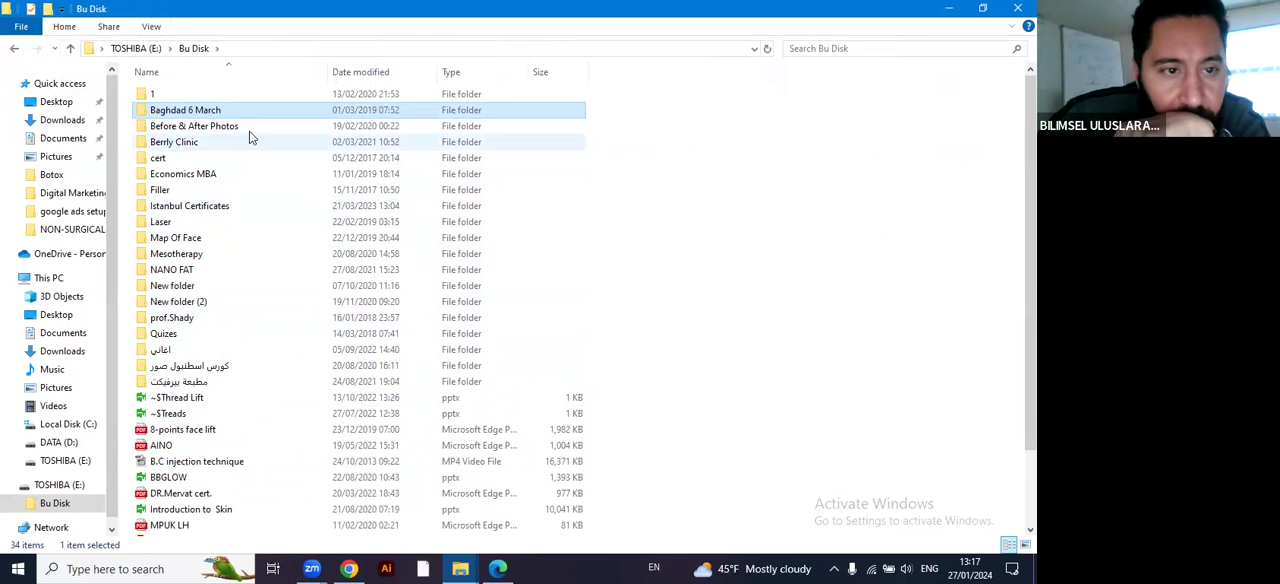 Bu Disk
File Home Share View
TOSHIBA (E:) Bu Disk
Search Bu Disk
Name Date modified Type Size
Quick access
Desktop
Downloads
Documents
Pictures
Botox
Digital Marketing
google ads setup
NON-SURGICAL
OneDrive - Person
This PC
3D Objects
Desktop
Documents
Downloads
Music
Pictures
Videos
Local Disk (C:)
DATA (D:)
TOSHIBA (E:)
TOSHIBA (E:)
Bu Disk
Network
1 13/02/2020 21:53 File folder
Baghdad 6 March 01/03/2019 07:52 File folder
Before & After Photos 19/02/2020 00:22 File folder
Berrly Clinic 02/03/2021 10:52 File folder
cert 05/12/2017 20:14 File folder
Economics MBA 11/01/2019 18:14 File folder
Filler 15/11/2017 10:50 File folder
Istanbul Certificates 21/03/2023 13:04 File folder
Laser 22/02/2019 03:15 File folder
Map Of Face 22/12/2019 20:44 File folder
Mesotherapy 20/08/2020 14:58 File folder
NANO FAT 27/08/2021 15:23 File folder
New folder 07/10/2020 11:16 File folder
New folder (2) 19/11/2020 09:20 File folder
prof.Shady 16/01/2018 23:57 File folder
Quizes 14/03/2018 07:41 File folder
اغاني 05/09/2022 14:40 File folder
كورس اسطنبول صور 20/08/2020 16:11 File folder
مطبعة بيرفيكت 24/08/2021 19:04 File folder
~$Thread Lift 13/10/2022 13:26 pptx 1 KB
~$Treads 27/07/2022 12:38 pptx 1 KB
8-points face lift 23/12/2019 07:00 Microsoft Edge P... 1,982 KB
AINO 19/05/2022 15:31 Microsoft Edge P... 1,004 KB
B.C injection technique 24/10/2013 09:22 MP4 Video File 16,371 KB
BBGLOW 22/08/2020 10:43 pptx 1,393 KB
DR.Mervat cert. 20/03/2022 18:43 Microsoft Edge P... 977 KB
Introduction to Skin 21/08/2020 07:19 pptx 10,041 KB
MPUK LH 11/02/2020 02:21 Microsoft Edge P... 81 KB
34 items 1 item selected
Activate Windows
Go to Settings to activate Windows.
BILIMSEL ULUSLARA...
Type here to search
zm
Ai
EN
45°F Mostly cloudy
ENG
13:17
27/01/2024